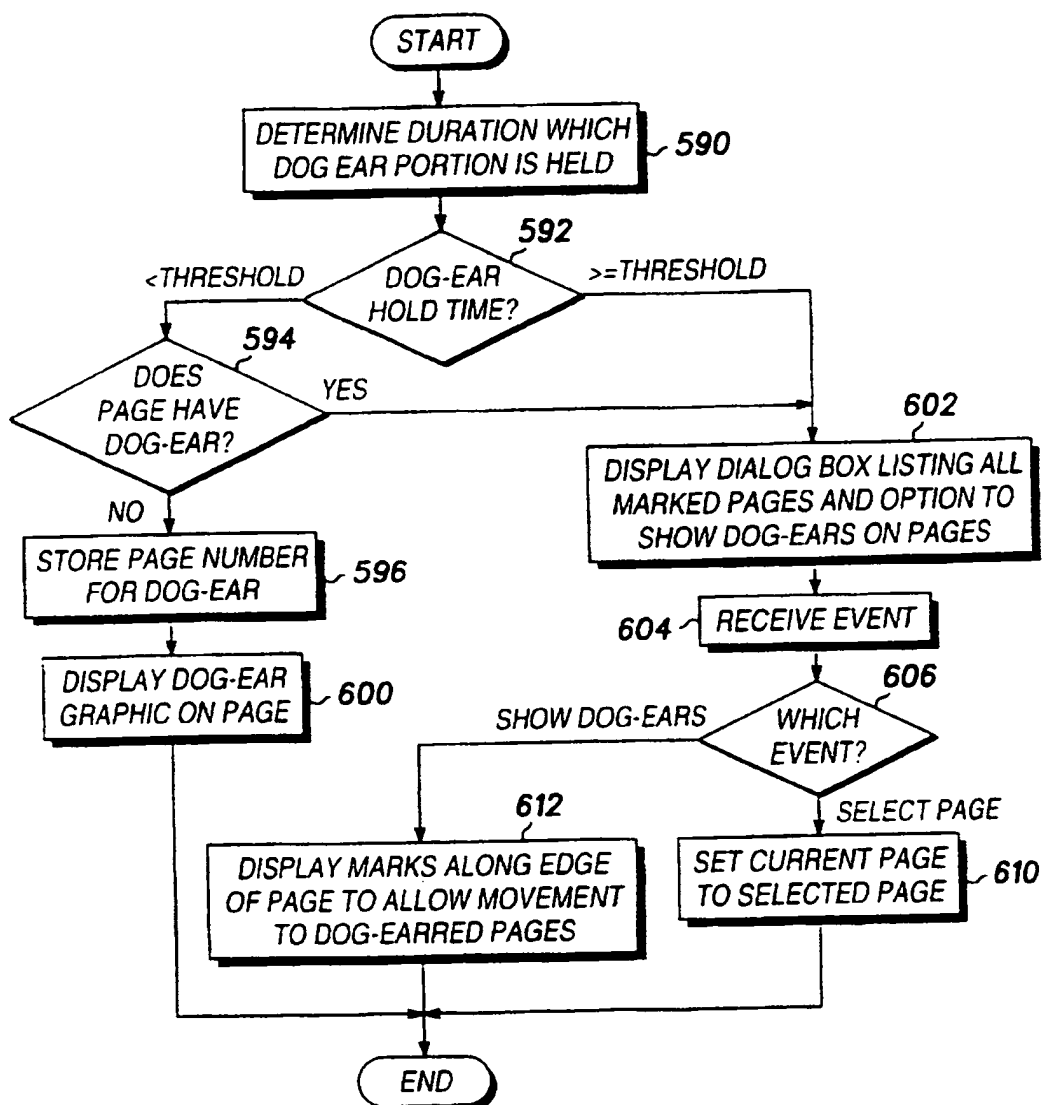 START
DETERMINE DURATION WHICH
DOG EAR PORTION IS HELD
590
592
<THRESHOLD
DOG-EAR
HOLD TIME?
>=THRESHOLD
594
DOES
PAGE HAVE
DOG-EAR?
YES
NO
602
DISPLAY DIALOG BOX LISTING ALL
MARKED PAGES AND OPTION TO
SHOW DOG-EARS ON PAGES
STORE PAGE NUMBER
FOR DOG-EAR
596
604
RECEIVE EVENT
DISPLAY DOG-EAR
GRAPHIC ON PAGE
600
606
SHOW DOG-EARS
WHICH
EVENT?
SELECT PAGE
612
DISPLAY MARKS ALONG EDGE
OF PAGE TO ALLOW MOVEMENT
TO DOG-EARRED PAGES
SET CURRENT PAGE
TO SELECTED PAGE
610
END